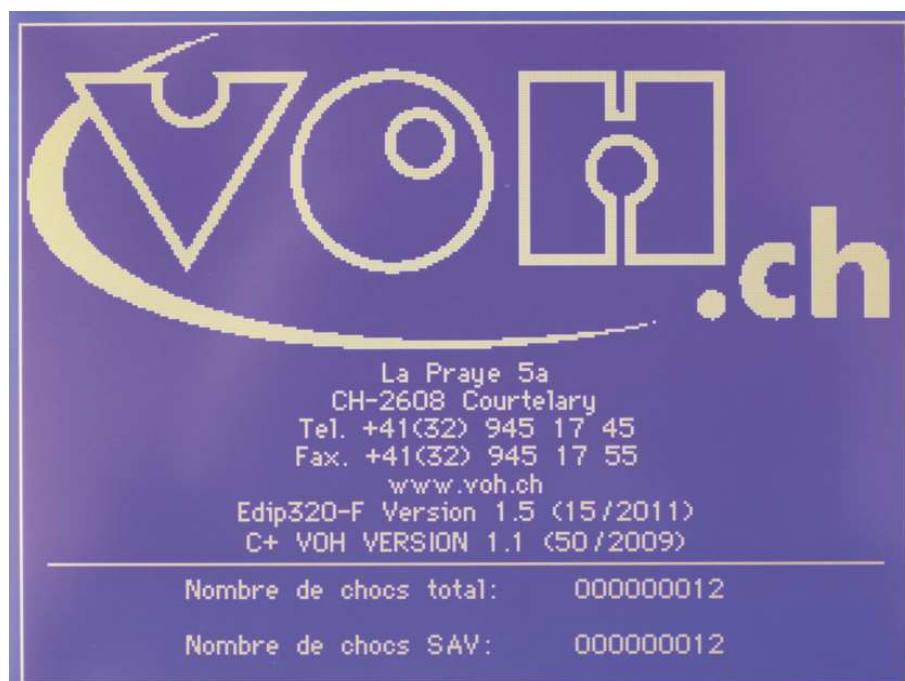 VOH.ch
La Praye 5a
CH-2608 Courtelary
Tel. +41(32) 945 17 45
Fax. +41(32) 945 17 55
www.voh.ch
Edip320-F Version 1.5 (15/2011)
C+ VOH VERSION 1.1 (50/2009)
Nombre de chocs total: 000000012
Nombre de chocs SAV: 000000012